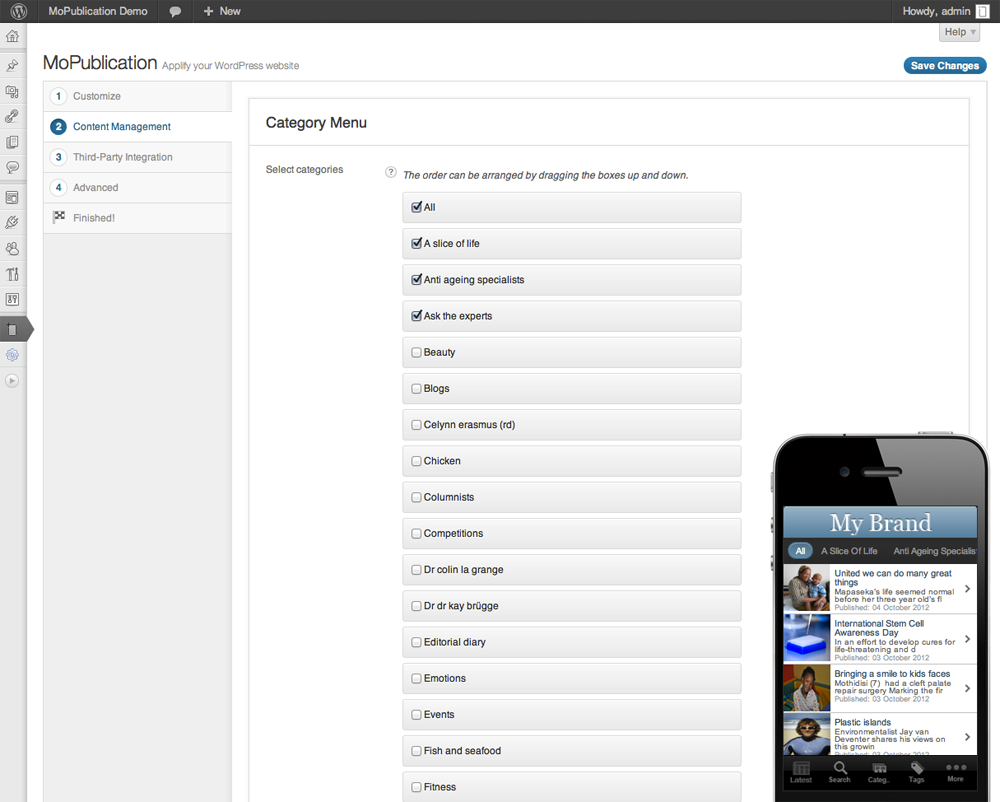 MoPublication Demo
+ New
Howdy, admin
Help
MoPublication Applify your WordPress website
Save Changes
1 Customize
2 Content Management
3 Third-Party Integration
4 Advanced
Finished!
Category Menu
Select categories
? The order can be arranged by dragging the boxes up and down.
All
A slice of life
Anti ageing specialists
Ask the experts
Beauty
Blogs
Celynn erasmus (rd)
Chicken
Columnists
Competitions
Dr colin la grange
Dr dr kay brügge
Editorial diary
Emotions
Events
Fish and seafood
Fitness
My Brand
All A Slice Of Life Anti Ageing Specialis
United we can do many great
things
Mapaseka's life seemed normal
before her three year old's fl
Published: 04 October 2012
International Stem Cell
Awareness Day
In an effort to develop cures for
life-threatening and d
Published: 03 October 2012
Bringing a smile to kids faces
Mothidisi (7) had a cleft palate
repair surgery Marking the fir
Published: 03 October 2012
Plastic islands
Environmentalist Jay van
Deventer shares his views on
this growin
Published: 03 October 2012
Latest Search Categ.. Tags More